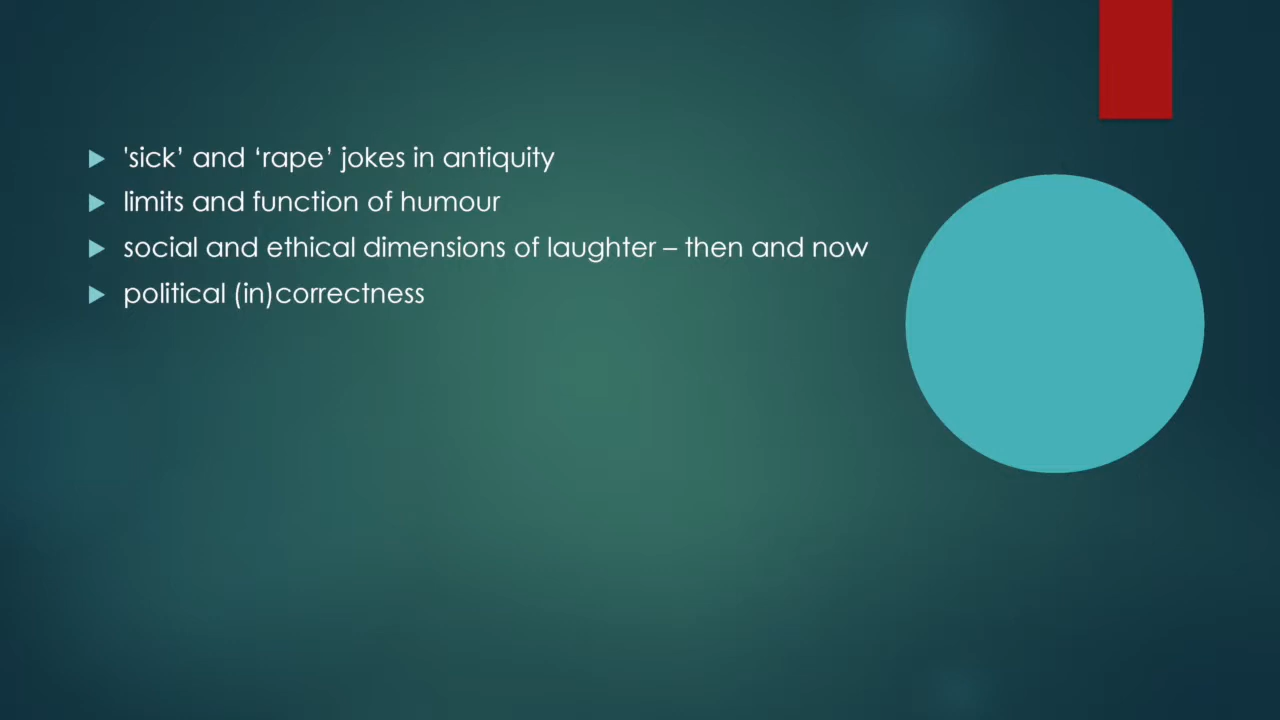 'sick’ and ‘rape’ jokes in antiquity
limits and function of humour
social and ethical dimensions of laughter – then and now
political (in)correctness